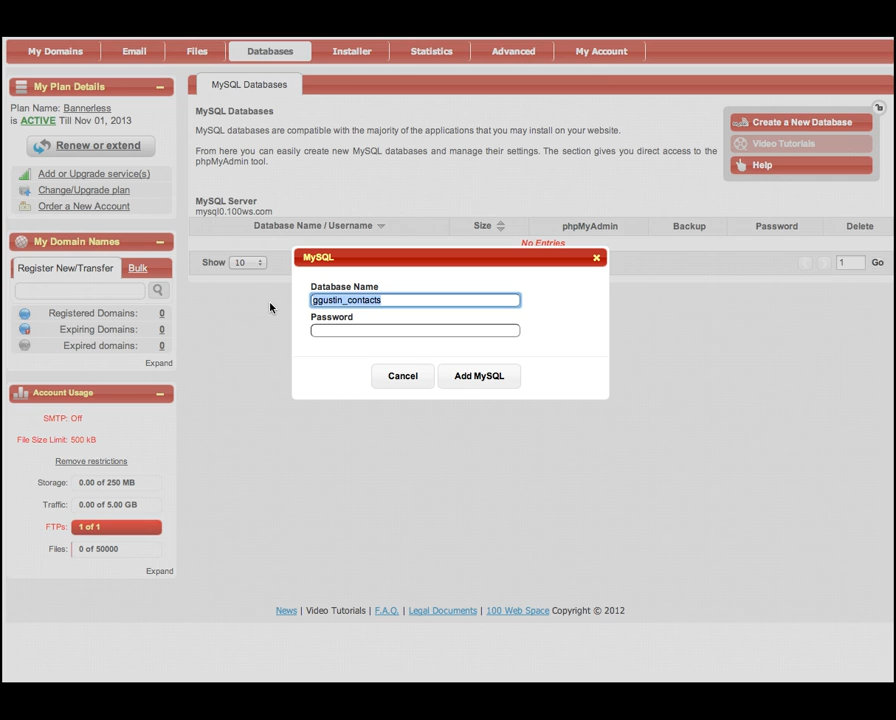 My Domains Email Files Databases Installer Statistics Advanced My Account
My Plan Details
Plan Name: Bannerless
is ACTIVE Till Nov 01, 2013
Renew or extend
Add or Upgrade service(s)
Change/Upgrade plan
Order a New Account
My Domain Names
Register New/Transfer Bulk
Registered Domains: 0
Expiring Domains: 0
Expired domains: 0
Expand
Account Usage
SMTP: Off
File Size Limit: 500 kB
Remove restrictions
Storage: 0.00 of 250 MB
Traffic: 0.00 of 5.00 GB
FTPs: 1 of 1
Files: 0 of 50000
Expand
MySQL Databases
MySQL Databases
MySQL databases are compatible with the majority of the applications that you may install on your website.
From here you can easily create new MySQL databases and manage their settings. The section gives you direct access to the
phpMyAdmin tool.
Create a New Database
Video Tutorials
Help
MySQL Server
mysql0.100ws.com
Database Name / Username Size phpMyAdmin Backup Password Delete
No Entries
Show 10 1 Go
MySQL
Database Name
ggustin_contacts
Password
Cancel Add MySQL
News | Video Tutorials | F.A.Q. | Legal Documents | 100 Web Space Copyright © 2012